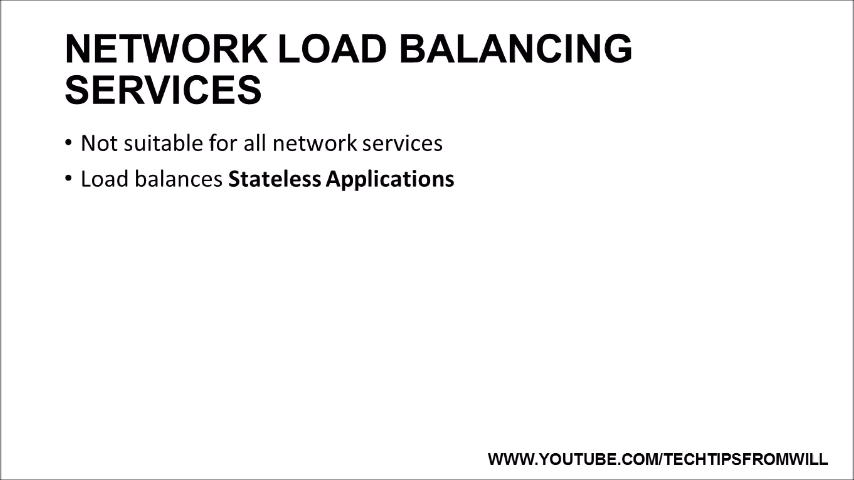 NETWORK LOAD BALANCING
SERVICES
• Not suitable for all network services
• Load balances Stateless Applications
WWW.YOUTUBE.COM/TECHTIPSFROMWILL